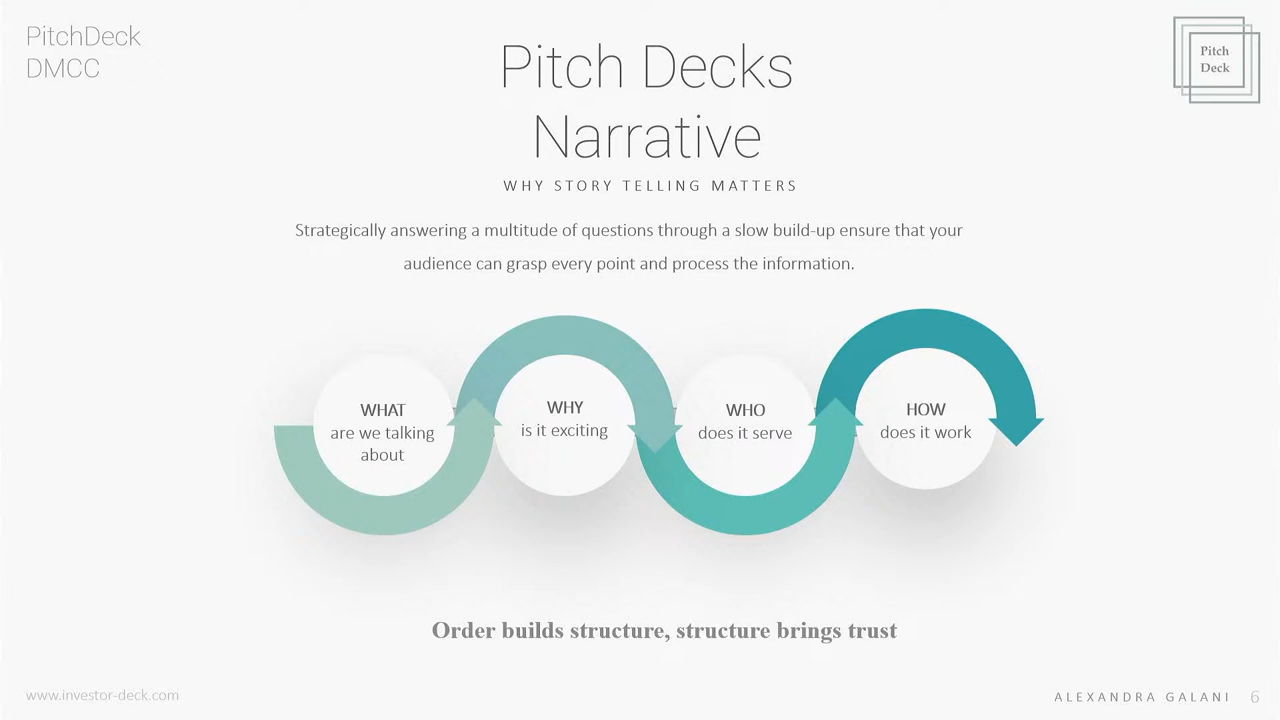 PitchDeck
DMCC
Pitch Decks
Narrative
Pitch
Deck
WHY STORY TELLING MATTERS
Strategically answering a multitude of questions through a slow build-up ensure that your
audience can grasp every point and process the information.
WHAT
are we talking
about
WHY
is it exciting
WHO
does it serve
HOW
does it work
Order builds structure, structure brings trust
www.investor-deck.com
ALEXANDRA GALANI 6